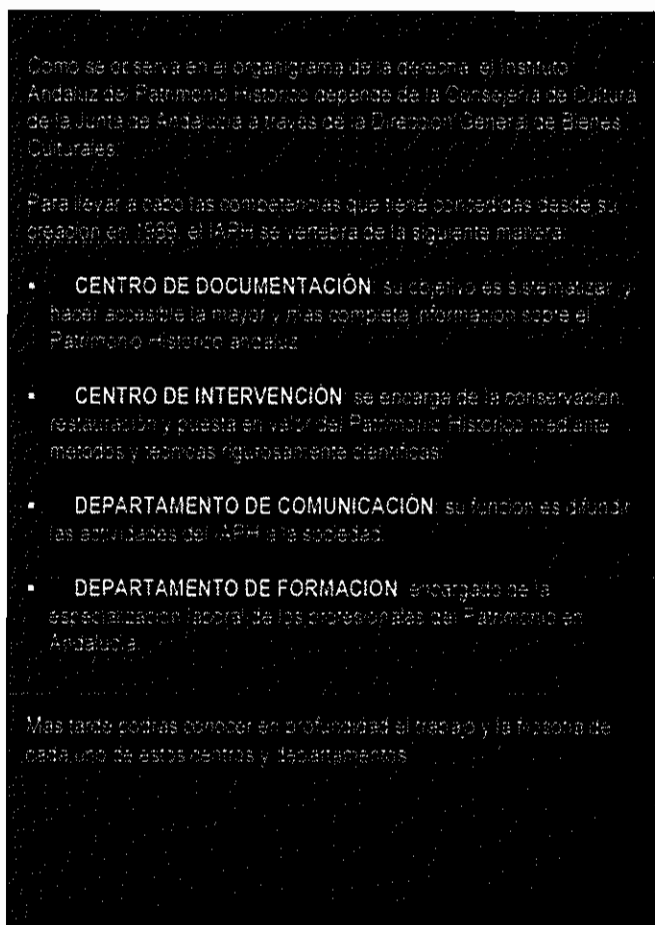 Como se observa en el organigrama de la derecha, el Instituto
Andaluz del Patrimonio Histórico depende de la Consejería de Cultura
de la Junta de Andalucía a través de la Dirección General de Bienes
Culturales.
Para llevar a cabo las competencias que tiene concedidas desde su
creación en 1989, el IAPH se vertebra de la siguiente manera:
▪ CENTRO DE DOCUMENTACIÓN: su objetivo es sistematizar y
hacer accesible la mayor y más completa información sobre el
Patrimonio Histórico andaluz.
▪ CENTRO DE INTERVENCIÓN: se encarga de la conservación,
restauración y puesta en valor del Patrimonio Histórico mediante
métodos y técnicas rigurosamente científicas.
▪ DEPARTAMENTO DE COMUNICACIÓN: su función es difundir
las actividades del IAPH a la sociedad.
▪ DEPARTAMENTO DE FORMACION: encargado de la
especialización laboral de los profesionales del Patrimonio en
Andalucía.
Mas tarde podrás conocer en profundidad el trabajo y la filosofía de
cada uno de estos centros y departamentos.